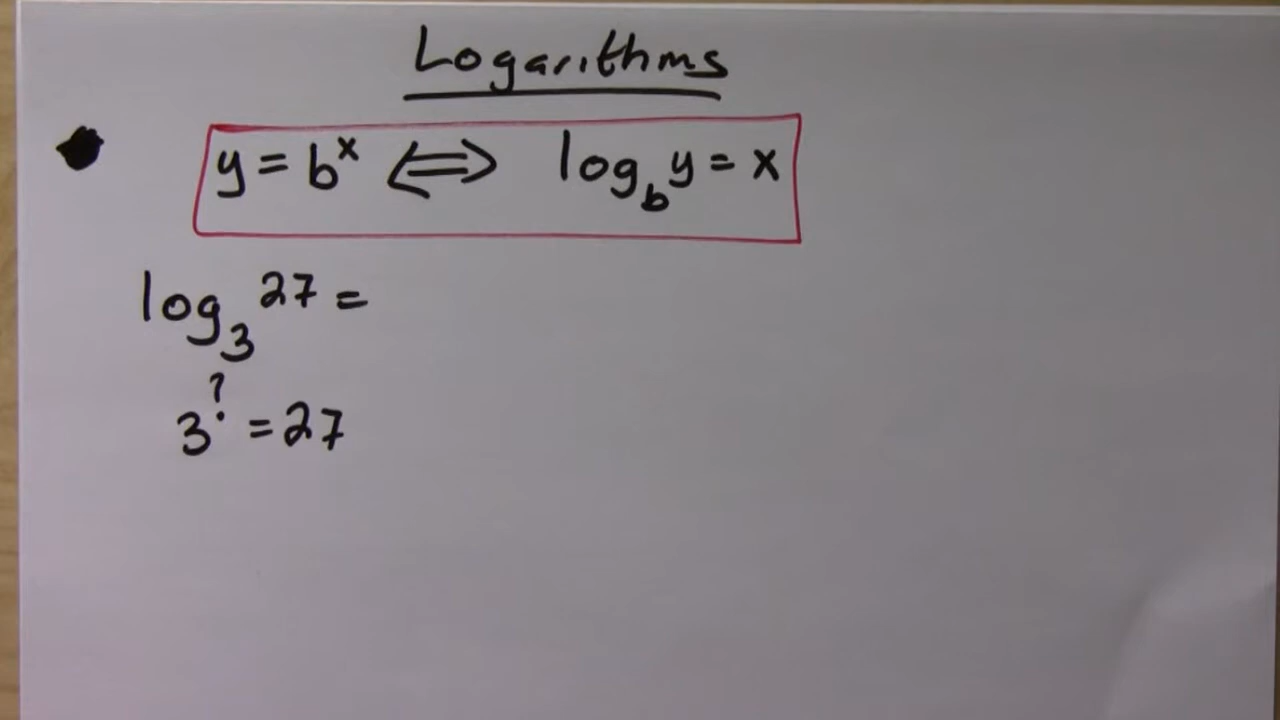 Logarithms
y = b^x ⟺ log_b y = x
log_3 27 =
3^? = 27